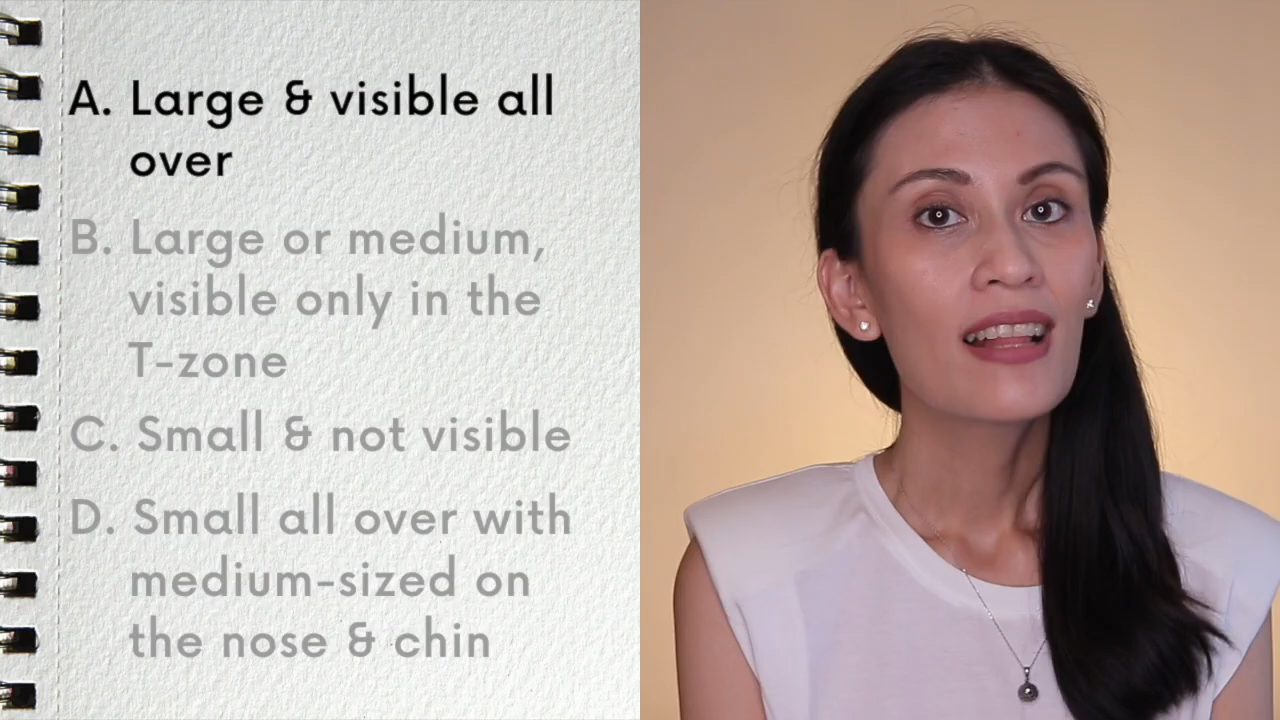 A. Large & visible all
over
B. Large or medium,
visible only in the
T-zone
C. Small & not visible
D. Small all over with
medium-sized on
the nose & chin